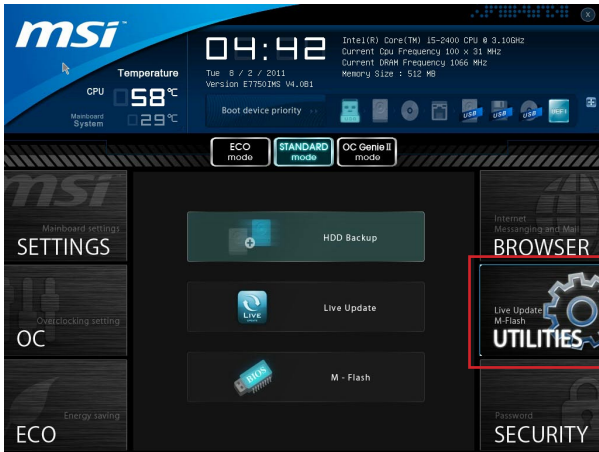 msi
04:42
Tue 8 / 2 / 2011
Version E7750IMS V4.0B1
Intel(R) Core(TM) i5-2400 CPU @ 3.10GHz
Current Cpu Frequency 100 x 31 MHz
Current DRAM Frequency 1066 MHz
Memory Size : 512 MB
Temperature
CPU 58°C
Mainboard
System 29°C
Boot device priority
USB USB USB UEFI
ECO
mode
STANDARD
mode
OC Genie II
mode
msi
Mainboard settings
SETTINGS
Overclocking setting
OC
Energy saving
ECO
HDD Backup
LIVE
Live Update
BIOS
M - Flash
Internet
Messanging and Mail
BROWSER
Live Update
M-Flash
UTILITIES
Password
SECURITY